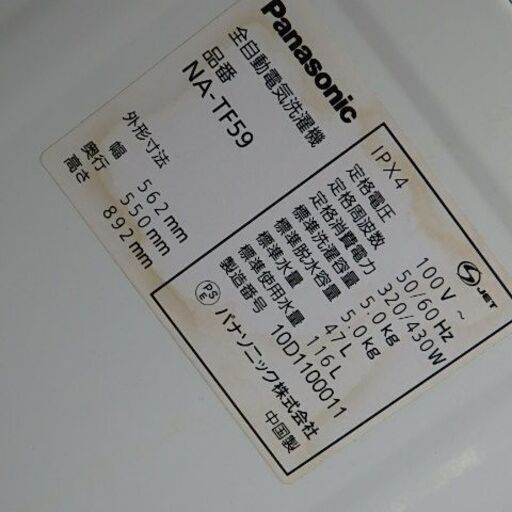 Panasonic
全自動電気洗濯機
品番
NA-TF59
外形寸法
幅 562mm
奥行 550mm
高さ 892mm
IPX4
定格電圧 100V～
定格周波数 50/60Hz
定格消費電力 320/430W
標準洗濯容量 5.0kg
標準脱水容量 5.0kg
標準水量 47L
標準使用水量 116L
製造番号 10D1100011
PS
E
パナソニック株式会社
中国製
S
JET